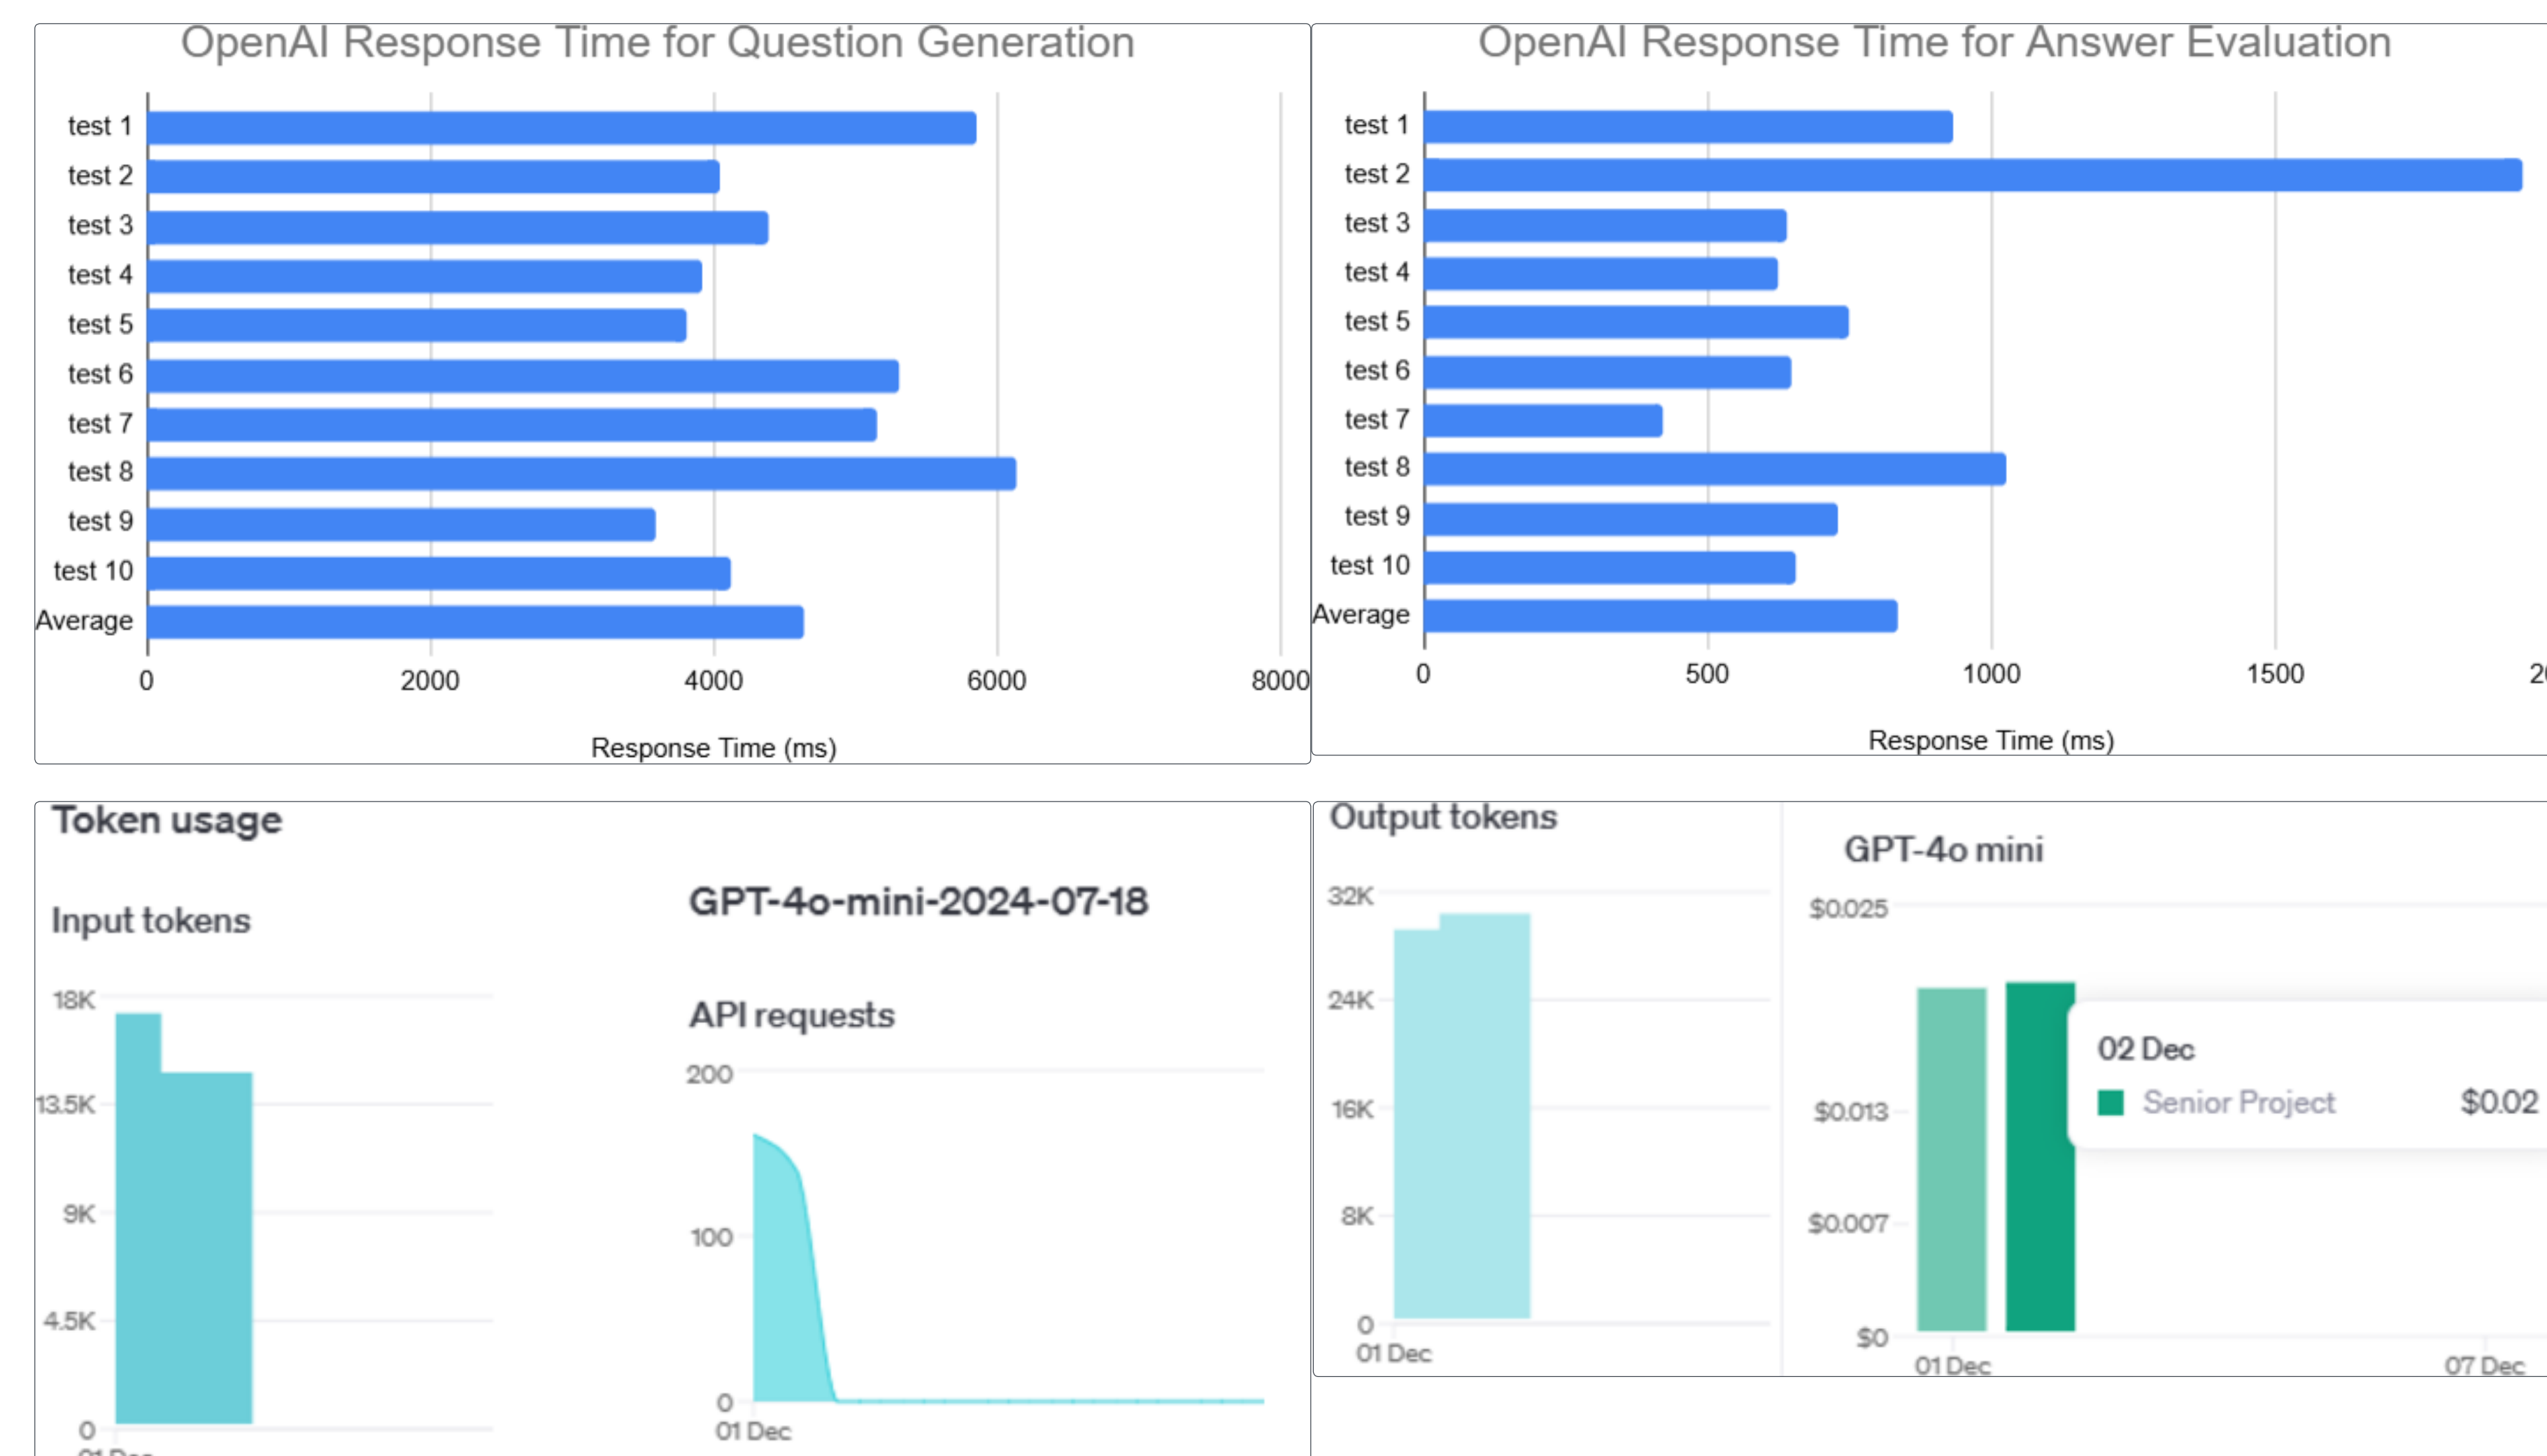 OpenAI Response Time for Question Generation
test 1
test 2
test 3
test 4
test 5
test 6
test 7
test 8
test 9
test 10
Average
0 2000 4000 6000 8000
Response Time (ms)
OpenAI Response Time for Answer Evaluation
test 1
test 2
test 3
test 4
test 5
test 6
test 7
test 8
test 9
test 10
Average
0 500 1000 1500
Response Time (ms)
Token usage
Input tokens
18K
13.5K
9K
4.5K
0
GPT-4o-mini-2024-07-18
API requests
200
100
0
01 Dec
Output tokens
32K
24K
16K
8K
0
01 Dec
GPT-4o mini
$0.025
$0.013
$0.007
$0
01 Dec 07 Dec
02 Dec
Senior Project $0.02